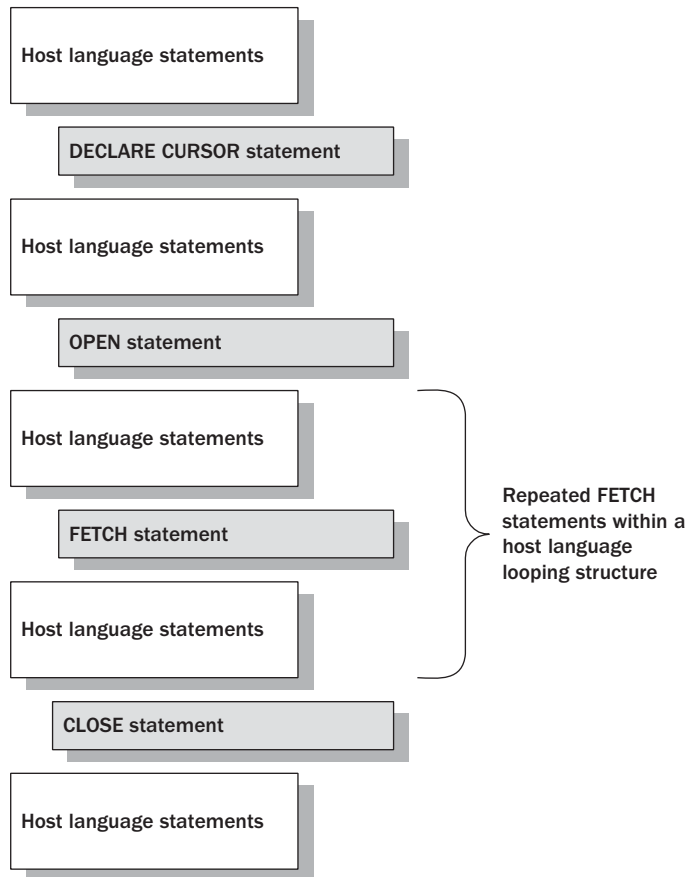 Host language statements
DECLARE CURSOR statement
Host language statements
OPEN statement
Host language statements
FETCH statement
Host language statements
CLOSE statement
Host language statements
Repeated FETCH
statements within a
host language
looping structure